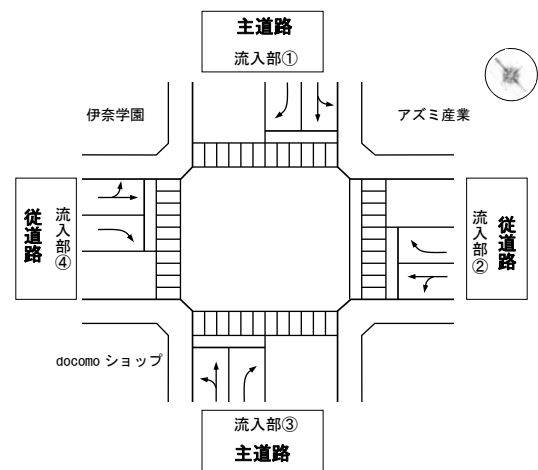 主道路
流入部①
伊奈学園
アズミ産業
従道路
流入部④
流入部②
従道路
docomo ショップ
流入部③
主道路